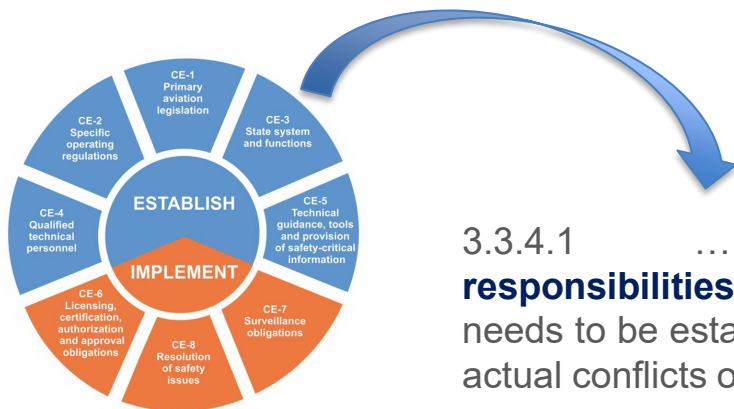 CE-1
Primary
aviation
legislation
CE-2
Specific
operating
regulations
CE-3
State system
and functions
CE-4
Qualified
technical
personnel
ESTABLISH
CE-5
Technical
guidance, tools
and provision
of safety-critical
information
IMPLEMENT
CE-6
Licensing,
certification,
authorization
and approval
obligations
CE-7
Surveillance
obligations
CE-8
Resolution
of safety
issues
3.3.4.1 …
responsibilities
needs to be esta
actual conflicts o